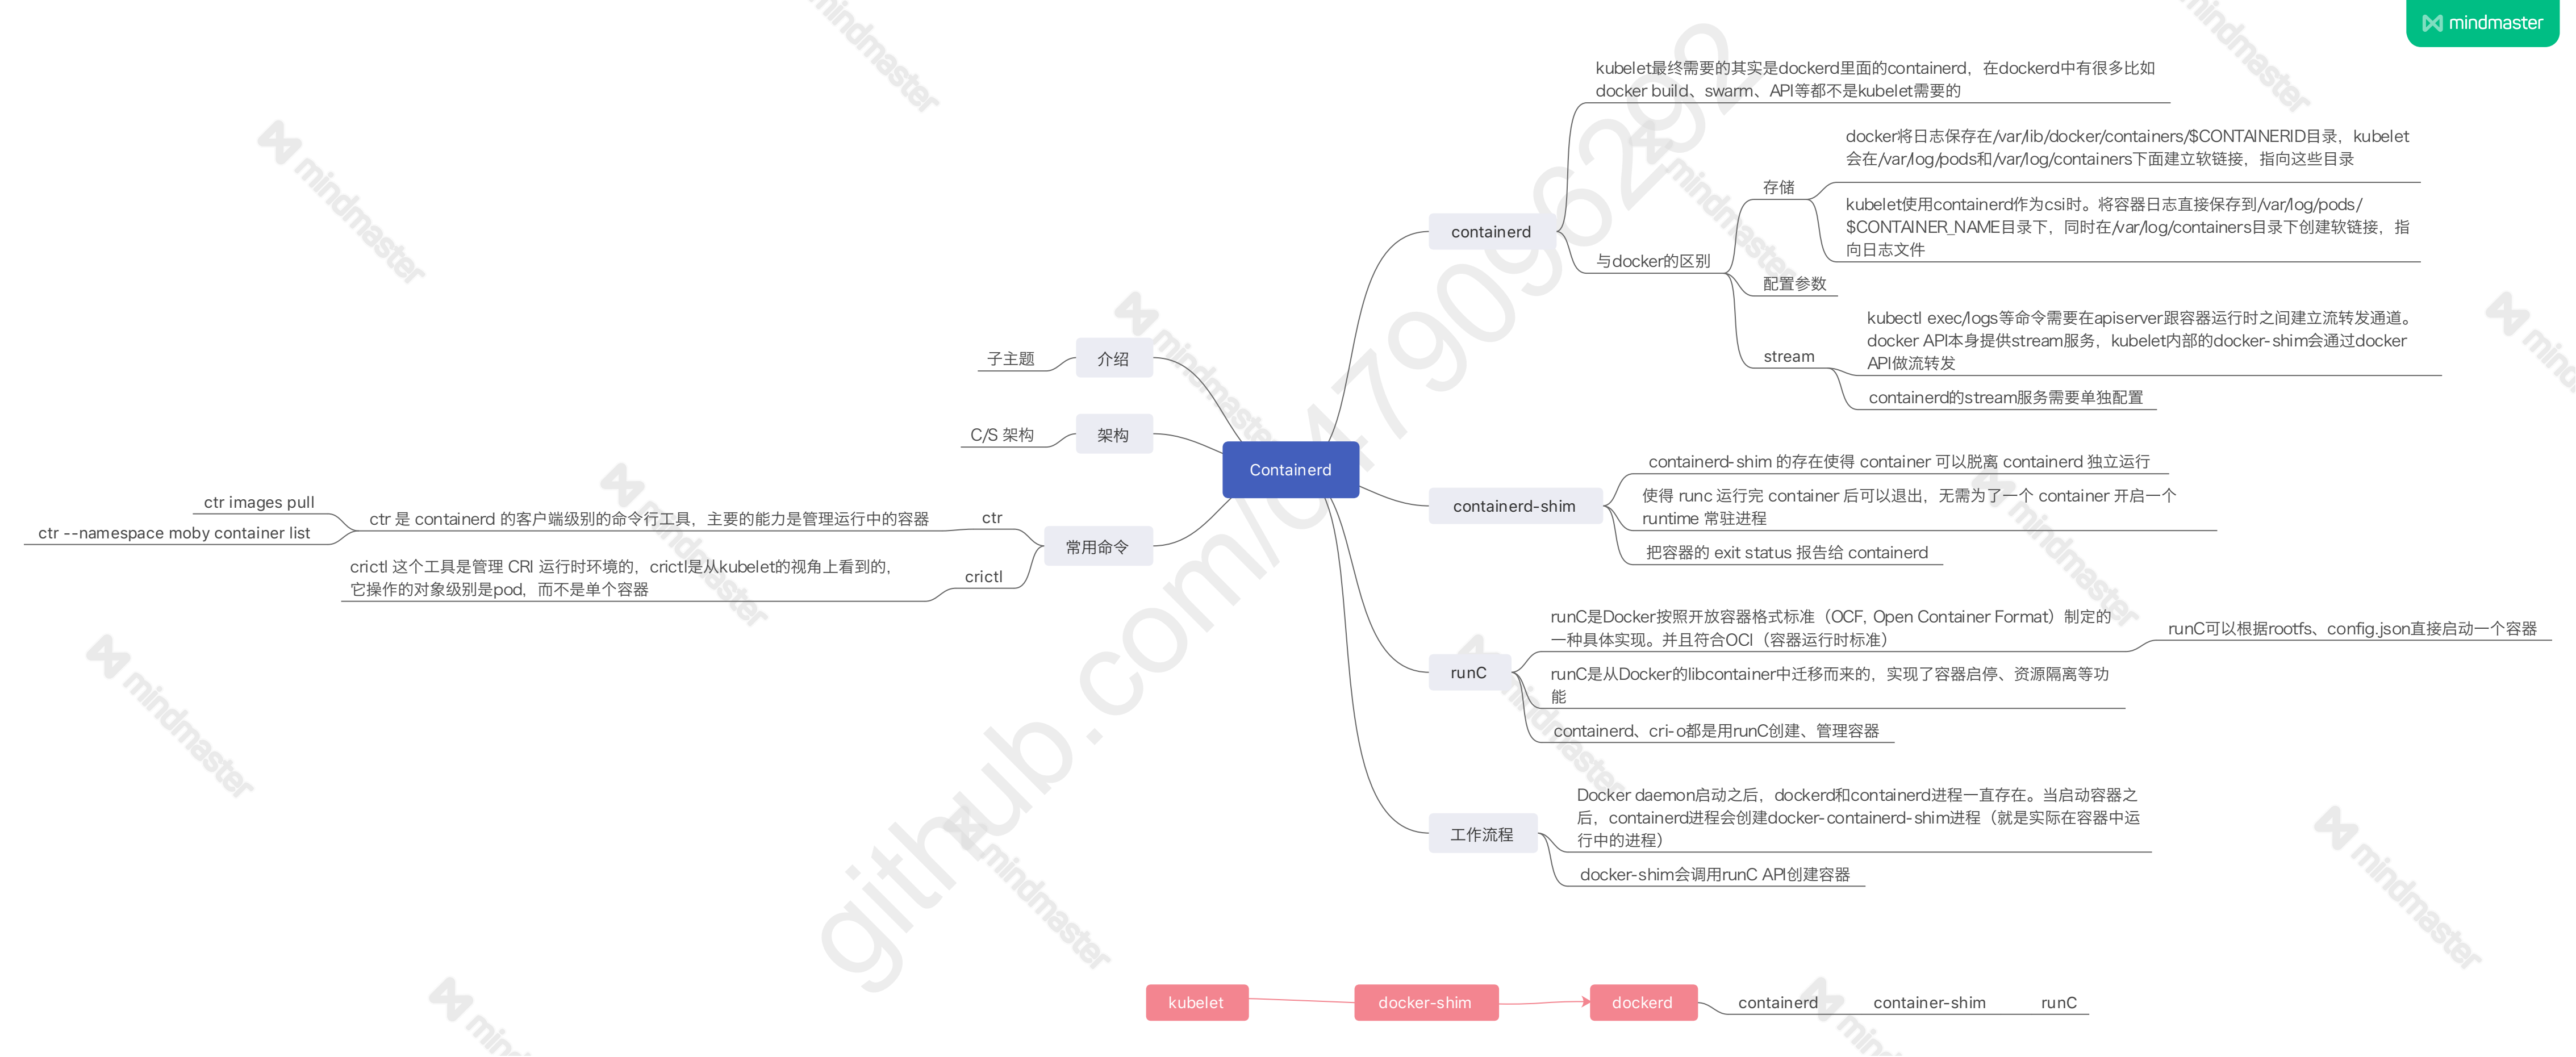 mindmaster
Containerd
containerd
kubelet最终需要的其实是dockerd里面的containerd，在dockerd中有很多比如
docker build、swarm、API等都不是kubelet需要的
与docker的区别
存储
docker将日志保存在/var/lib/docker/containers/$CONTAINERID目录，kubelet
会在/var/log/pods和/var/log/containers下面建立软链接，指向这些目录
kubelet使用containerd作为csi时。将容器日志直接保存到/var/log/pods/
$CONTAINER_NAME目录下，同时在/var/log/containers目录下创建软链接，指
向日志文件
配置参数
stream
kubectl exec/logs等命令需要在apiserver跟容器运行时之间建立流转发通道。
docker API本身提供stream服务，kubelet内部的docker-shim会通过docker
API做流转发
containerd的stream服务需要单独配置
containerd-shim
containerd-shim 的存在使得 container 可以脱离 containerd 独立运行
使得 runc 运行完 container 后可以退出，无需为了一个 container 开启一个
runtime 常驻进程
把容器的 exit status 报告给 containerd
runC
runC是Docker按照开放容器格式标准（OCF, Open Container Format）制定的
一种具体实现。并且符合OCI（容器运行时标准）
runC可以根据rootfs、config.json直接启动一个容器
runC是从Docker的libcontainer中迁移而来的，实现了容器启停、资源隔离等功
能
containerd、cri-o都是用runC创建、管理容器
工作流程
Docker daemon启动之后，dockerd和containerd进程一直存在。当启动容器之
后，containerd进程会创建docker-containerd-shim进程（就是实际在容器中运
行中的进程）
docker-shim会调用runC API创建容器
介绍
子主题
架构
C/S 架构
常用命令
ctr
ctr 是 containerd 的客户端级别的命令行工具，主要的能力是管理运行中的容器
ctr images pull
ctr --namespace moby container list
crictl
crictl 这个工具是管理 CRI 运行时环境的，crictl是从kubelet的视角上看到的，
它操作的对象级别是pod，而不是单个容器
kubelet
docker-shim
dockerd
containerd
container-shim
runC